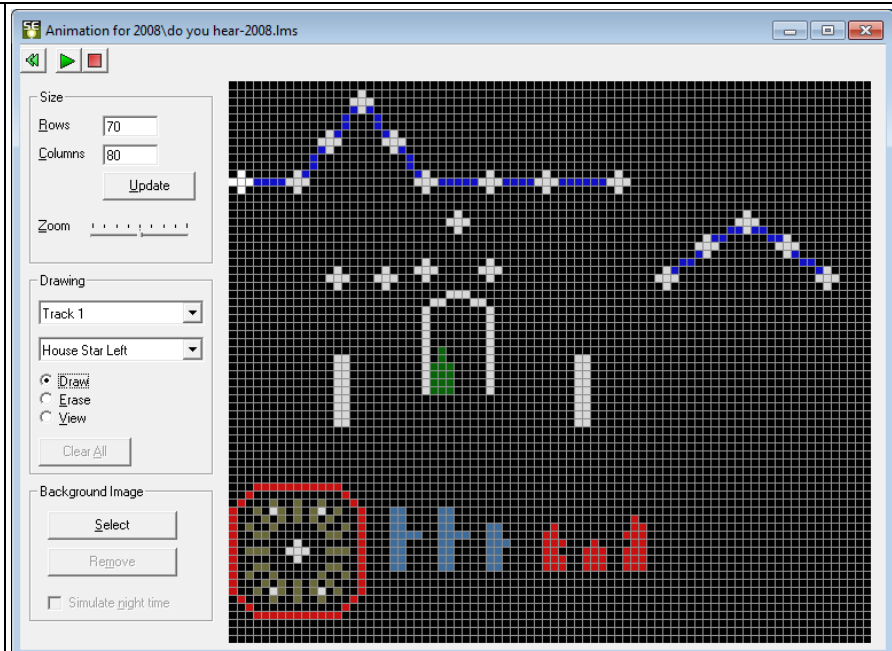 SE
Animation for 2008\do you hear-2008.lms
Size
Rows 70
Columns 80
Update
Zoom
Drawing
Track 1
House Star Left
Draw
Erase
View
Clear All
Background Image
Select
Remove
Simulate night time